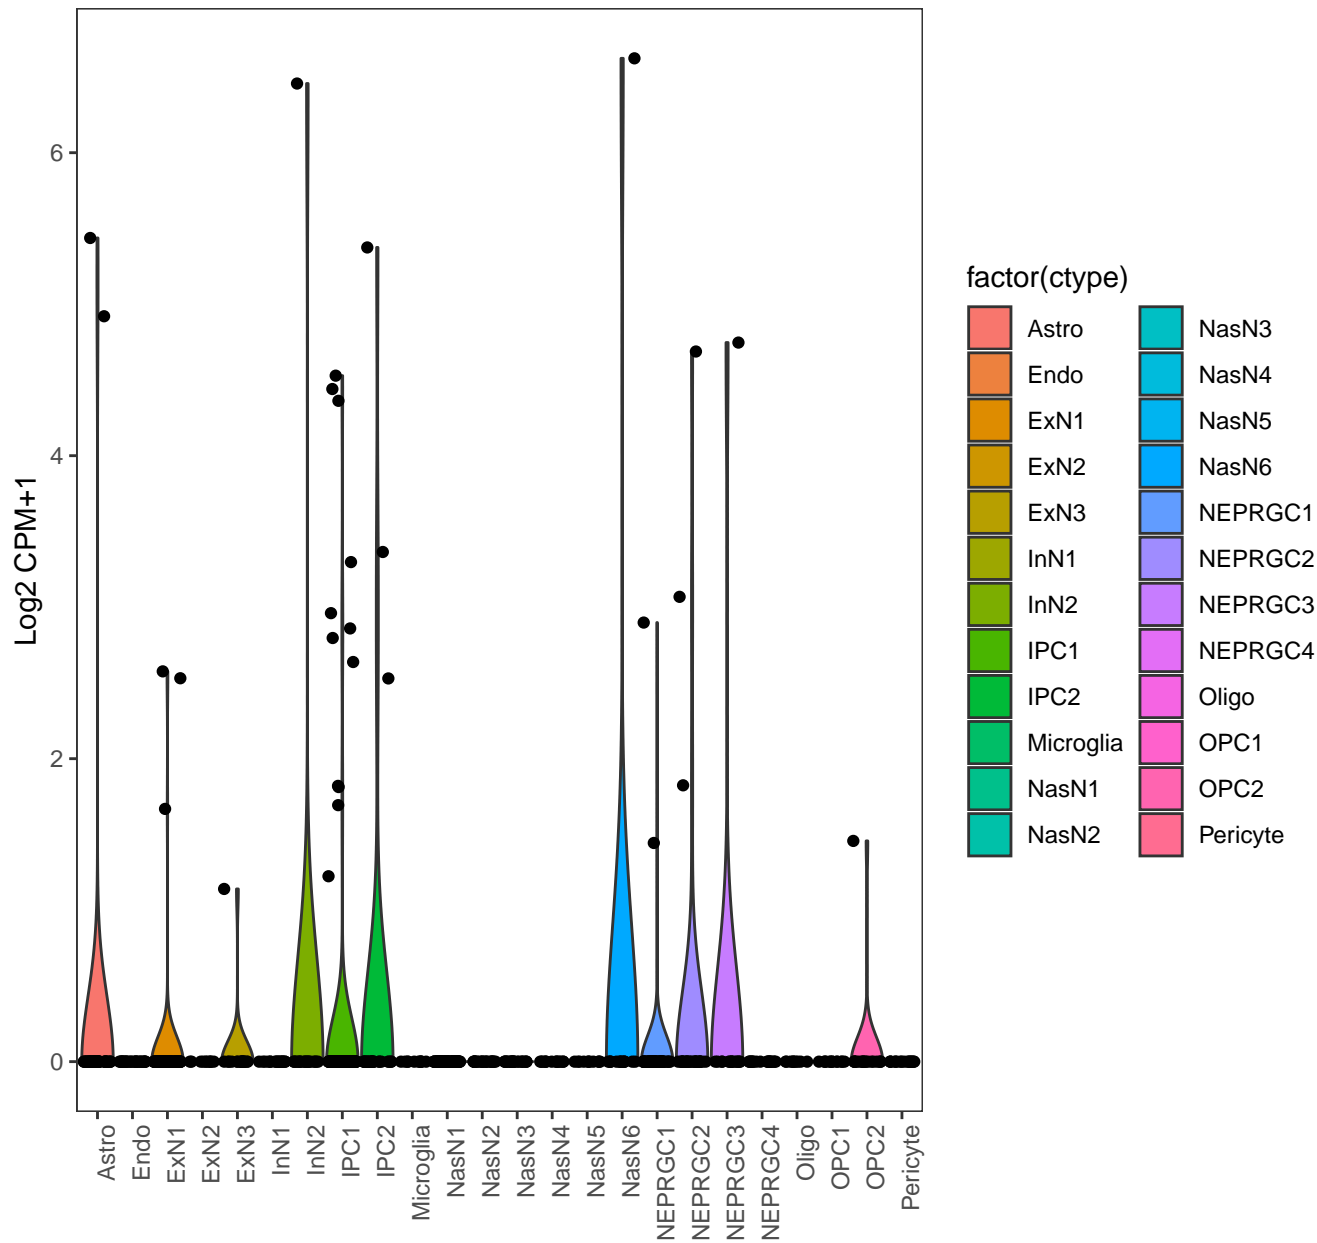 Log2 CPM+1
6
4
2
0
Astro
Endo
ExN1
ExN2
ExN3
InN1
InN2
IPC1
IPC2
Microglia
NasN1
NasN2
NasN3
NasN4
NasN5
NasN6
NEPRGC1
NEPRGC2
NEPRGC3
NEPRGC4
Oligo
OPC1
OPC2
Pericyte
factor(ctype)
Astro
Endo
ExN1
ExN2
ExN3
InN1
InN2
IPC1
IPC2
Microglia
NasN1
NasN2
NasN3
NasN4
NasN5
NasN6
NEPRGC1
NEPRGC2
NEPRGC3
NEPRGC4
Oligo
OPC1
OPC2
Pericyte